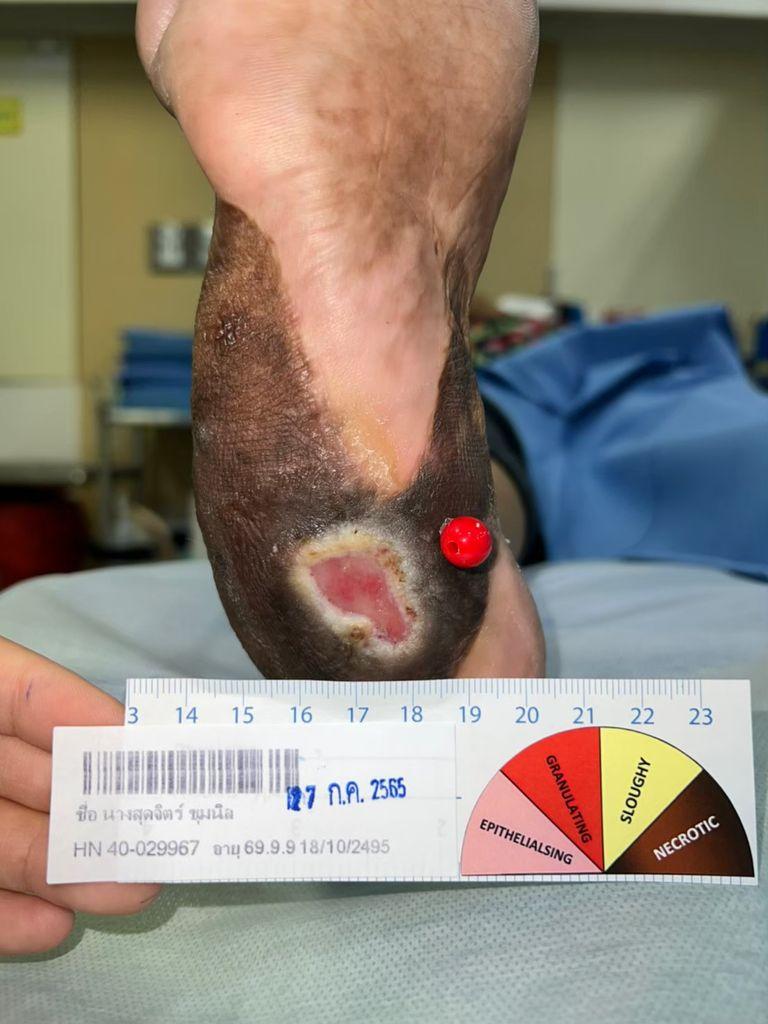 3 14 15 16 17 18 19 20 21 22 23
27 ก.ค. 2565
ชื่อ นางสุดจิตร์ ขุมนิล
HN 40-029967 อายุ 69.9.9 18/10/2495
EPITHELIALSING
GRANULATING
SLOUGHY
NECROTIC